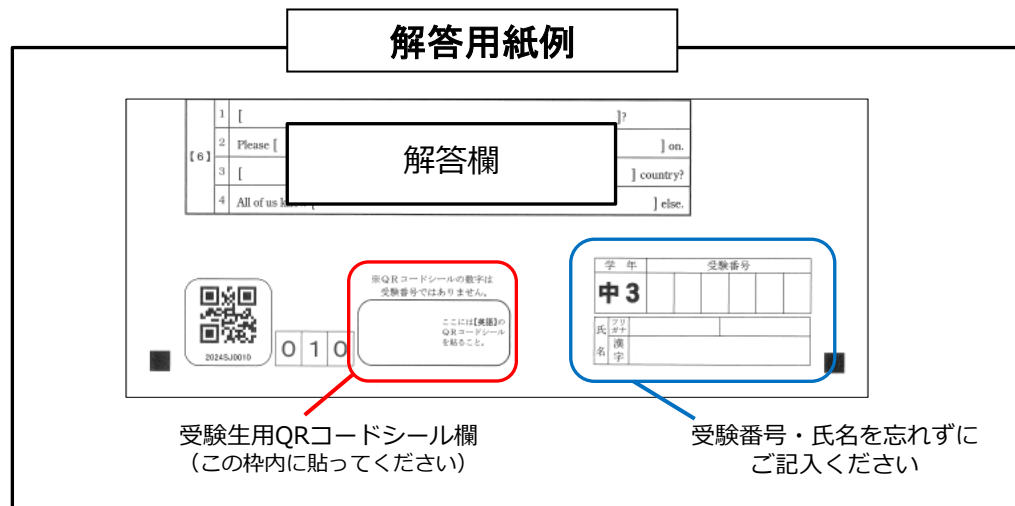 解答用紙例
【6】
1 [ ]?
2 Please [ ] on.
解答欄
3 [ ] country?
4 All of us know [ ] else.
※QRコードシールの数字は
受験番号ではありません。
ここには【英語】の
QRコードシール
を貼ること。
2024SJ0010
0 1 0
学 年 受験番号
中3
氏名
フリガナ
漢字
受験生用QRコードシール欄
（この枠内に貼ってください）
受験番号・氏名を忘れずに
ご記入ください